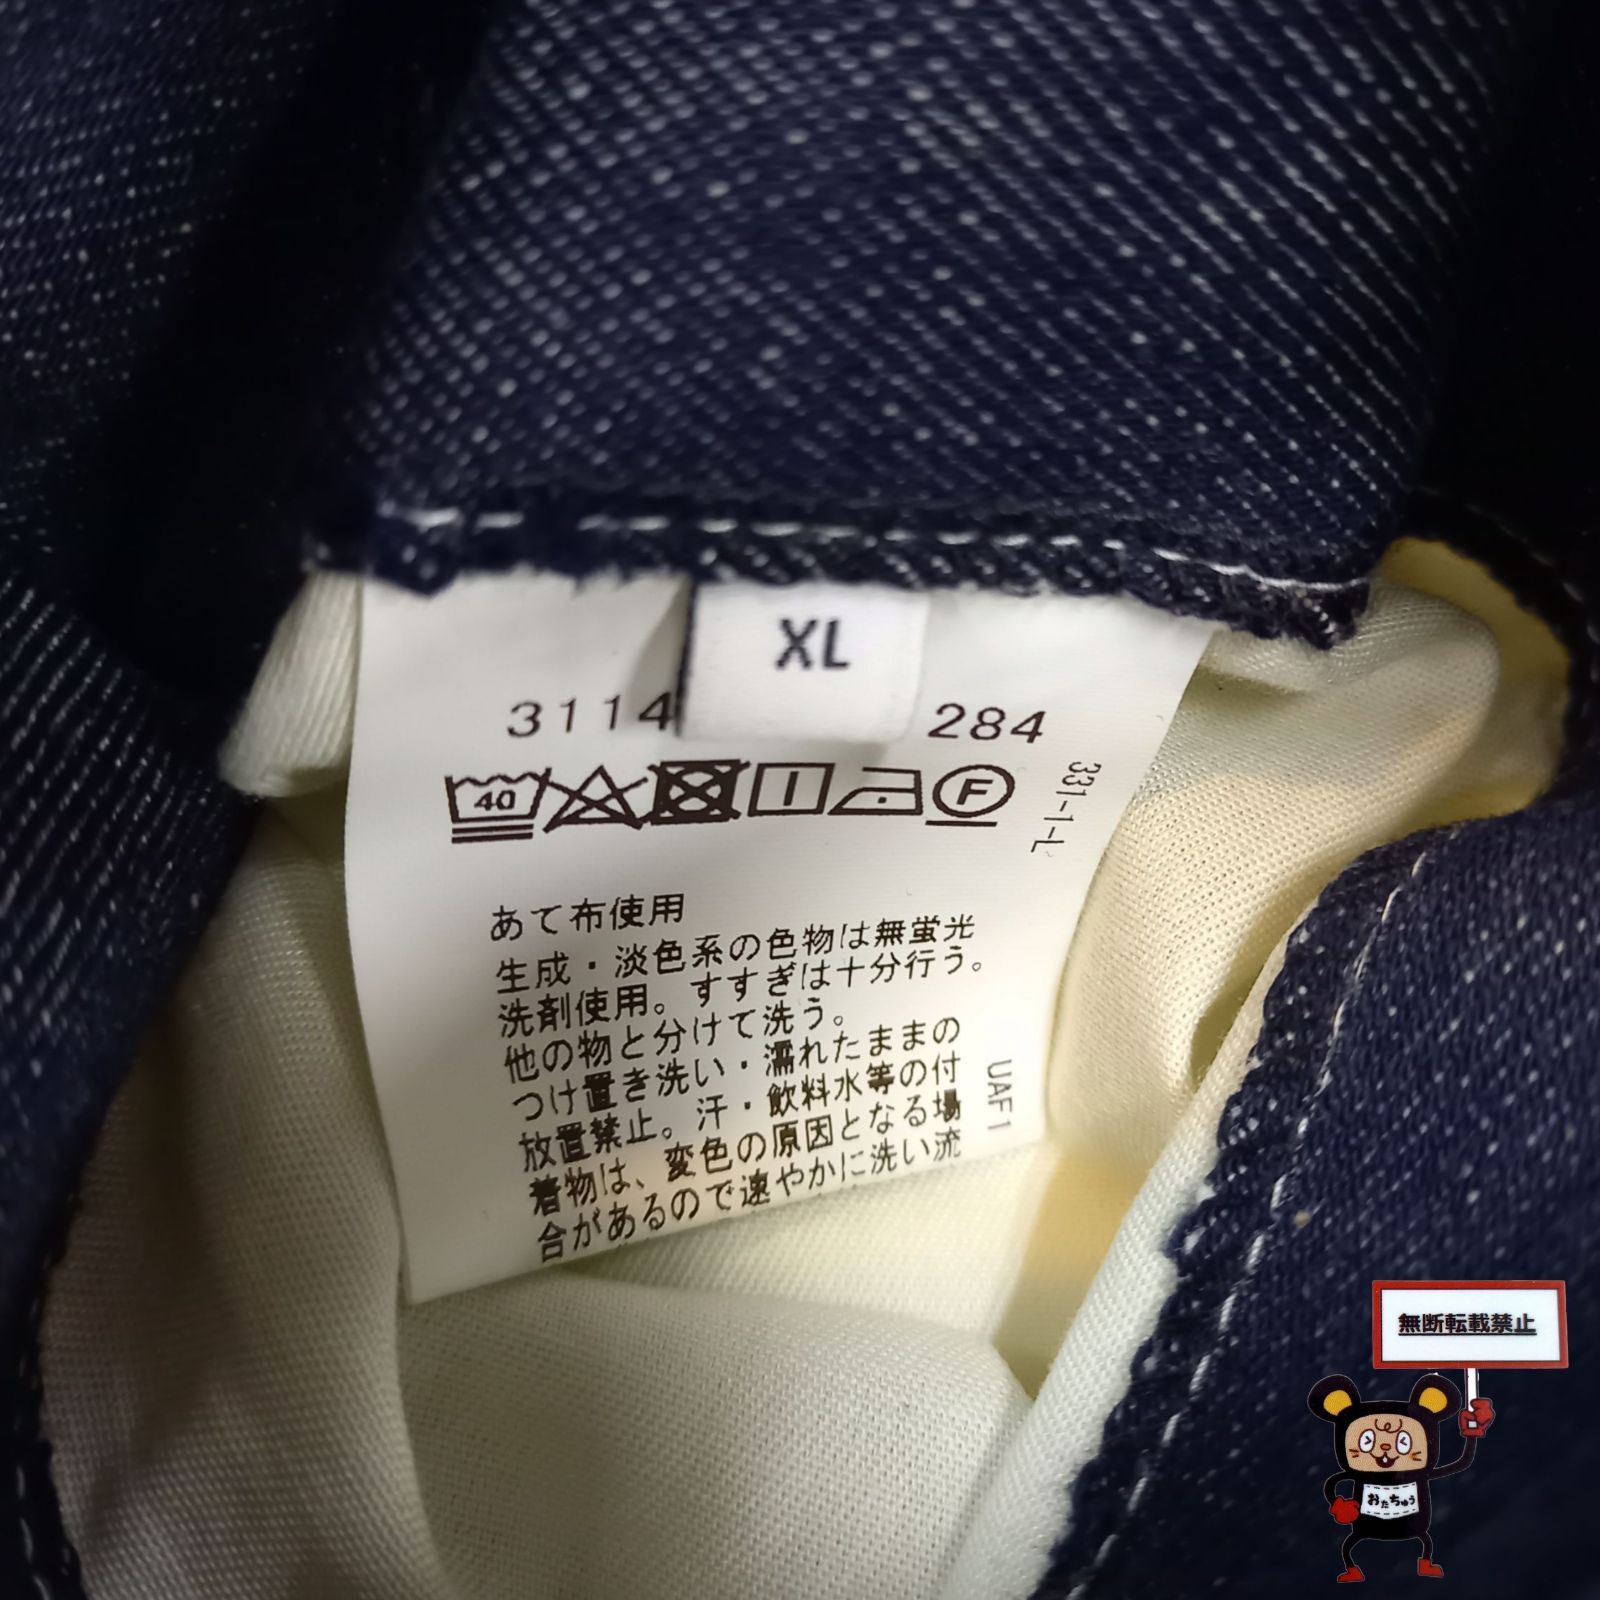 XL
3114
284
40
F
331-1-L
あて布使用
生成・淡色系の色物は無蛍光
洗剤使用。すすぎは十分行う。
他の物と分けて洗う。
つけ置き洗い・濡れたままの
放置禁止。汗・飲料水等の付
着物は、変色の原因となる場
合があるので速やかに洗い流
UAF1
無断転載禁止
おたちゅう